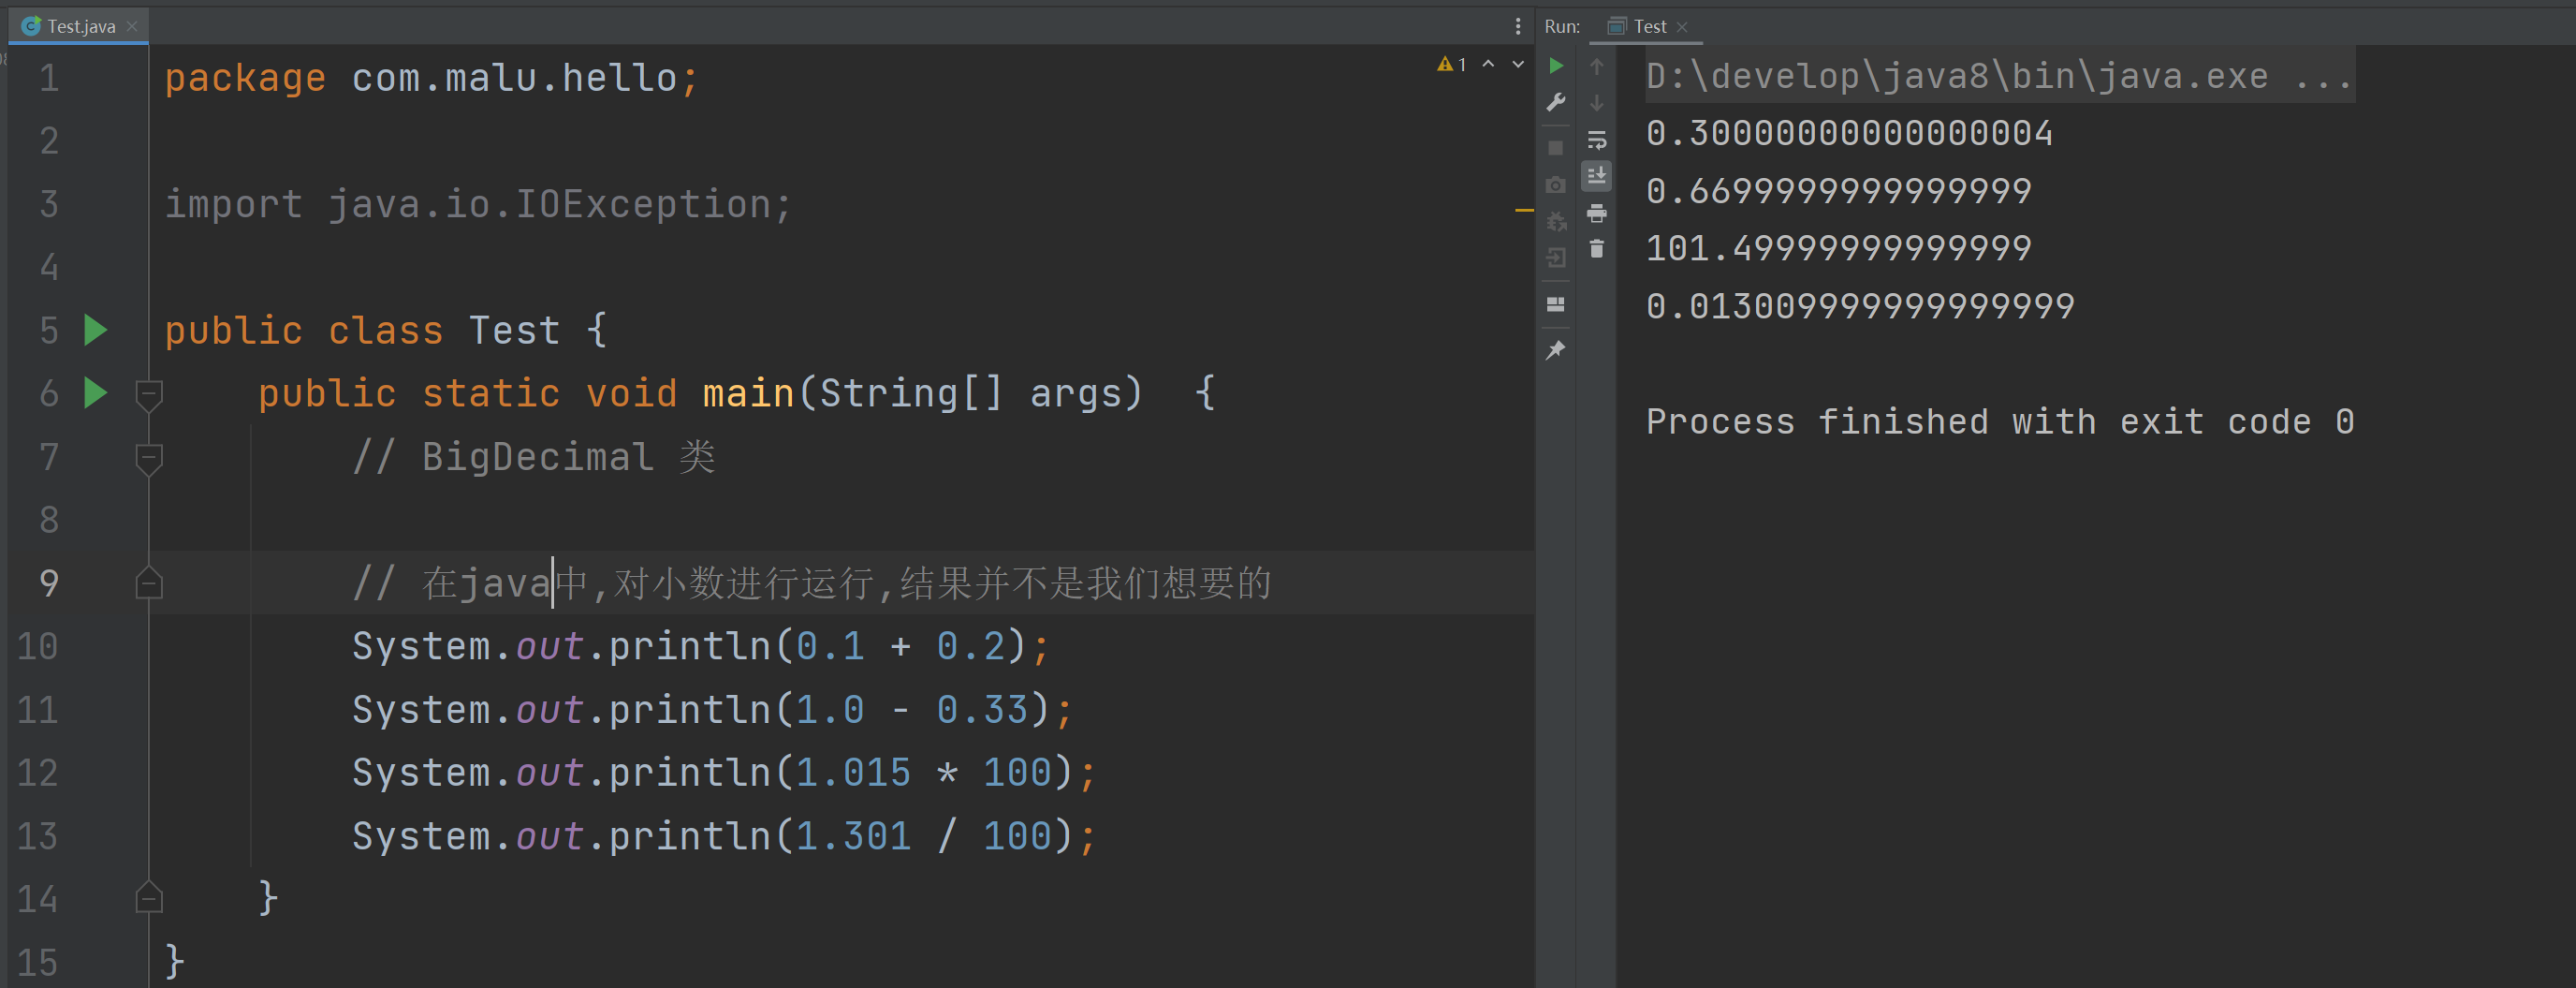 Test.java
1
1 package com.malu.hello;
2
3 import java.io.IOException;
4
5 public class Test {
6 public static void main(String[] args)  {
7 // BigDecimal 类
8
9 // 在java中,对小数进行运行,结果并不是我们想要的
10 System.out.println(0.1 + 0.2);
11 System.out.println(1.0 - 0.33);
12 System.out.println(1.015 * 100);
13 System.out.println(1.301 / 100);
14 }
15 }
Run: Test
D:\develop\java8\bin\java.exe ...
0.30000000000000004
0.6699999999999999
101.49999999999999
0.013009999999999999
Process finished with exit code 0